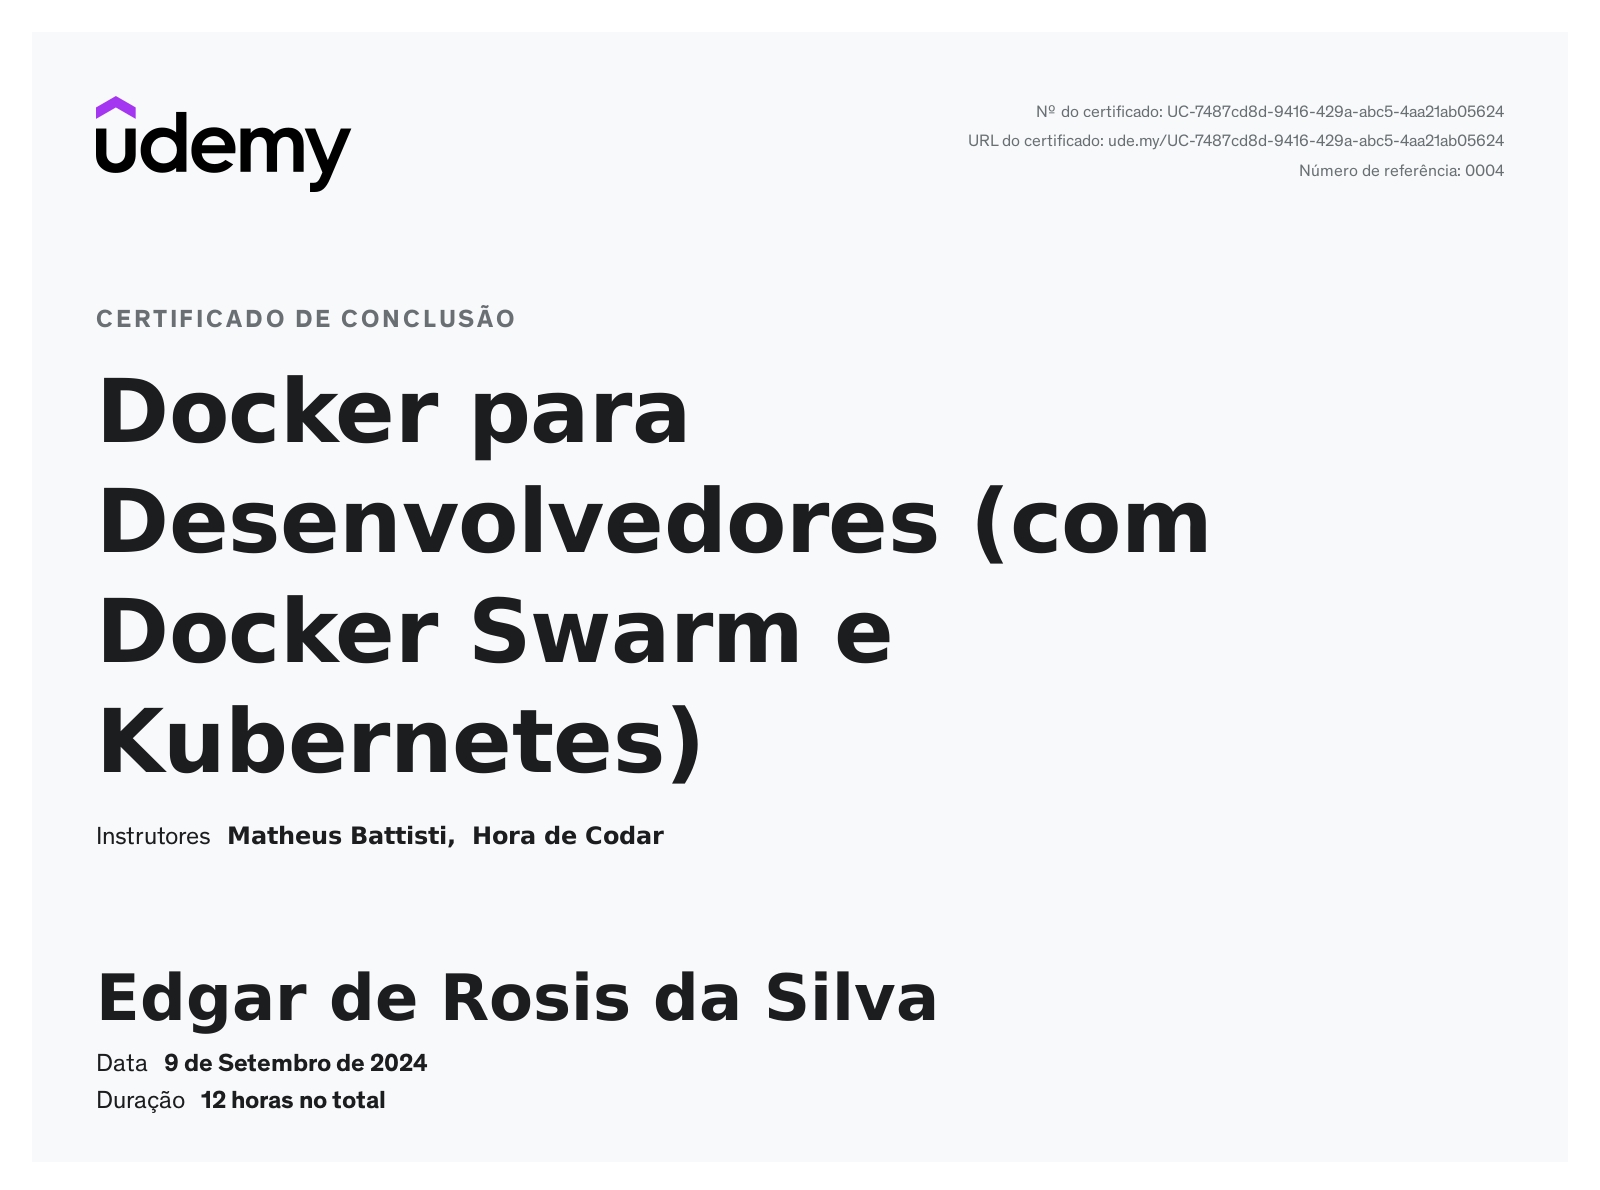 udemy
Nº do certificado: UC-7487cd8d-9416-429a-abc5-4aa21ab05624
URL do certificado: ude.my/UC-7487cd8d-9416-429a-abc5-4aa21ab05624
Número de referência: 0004
CERTIFICADO DE CONCLUSÃO
Docker para
Desenvolvedores (com
Docker Swarm e
Kubernetes)
Instrutores Matheus Battisti, Hora de Codar
Edgar de Rosis da Silva
Data 9 de Setembro de 2024
Duração 12 horas no total